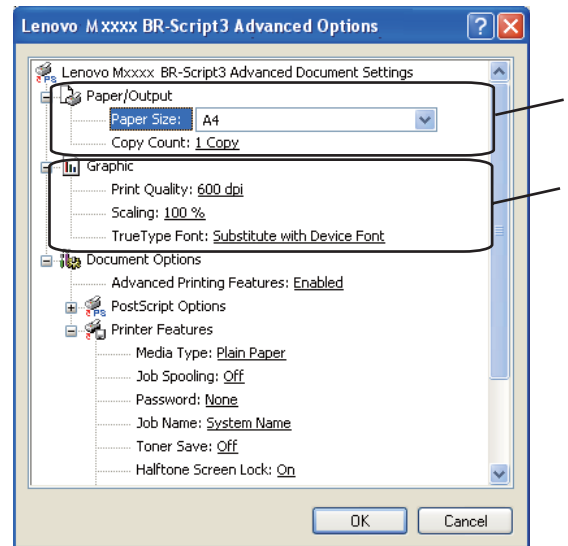 Lenovo Mxxxx BR-Script3 Advanced Options
Lenovo Mxxxx BR-Script3 Advanced Document Settings
Paper/Output
Paper Size: A4
Copy Count: 1 Copy
Graphic
Print Quality: 600 dpi
Scaling: 100 %
TrueType Font: Substitute with Device Font
Document Options
Advanced Printing Features: Enabled
PostScript Options
Printer Features
Media Type: Plain Paper
Job Spooling: Off
Password: None
Job Name: System Name
Toner Save: Off
Halftone Screen Lock: On
OK Cancel